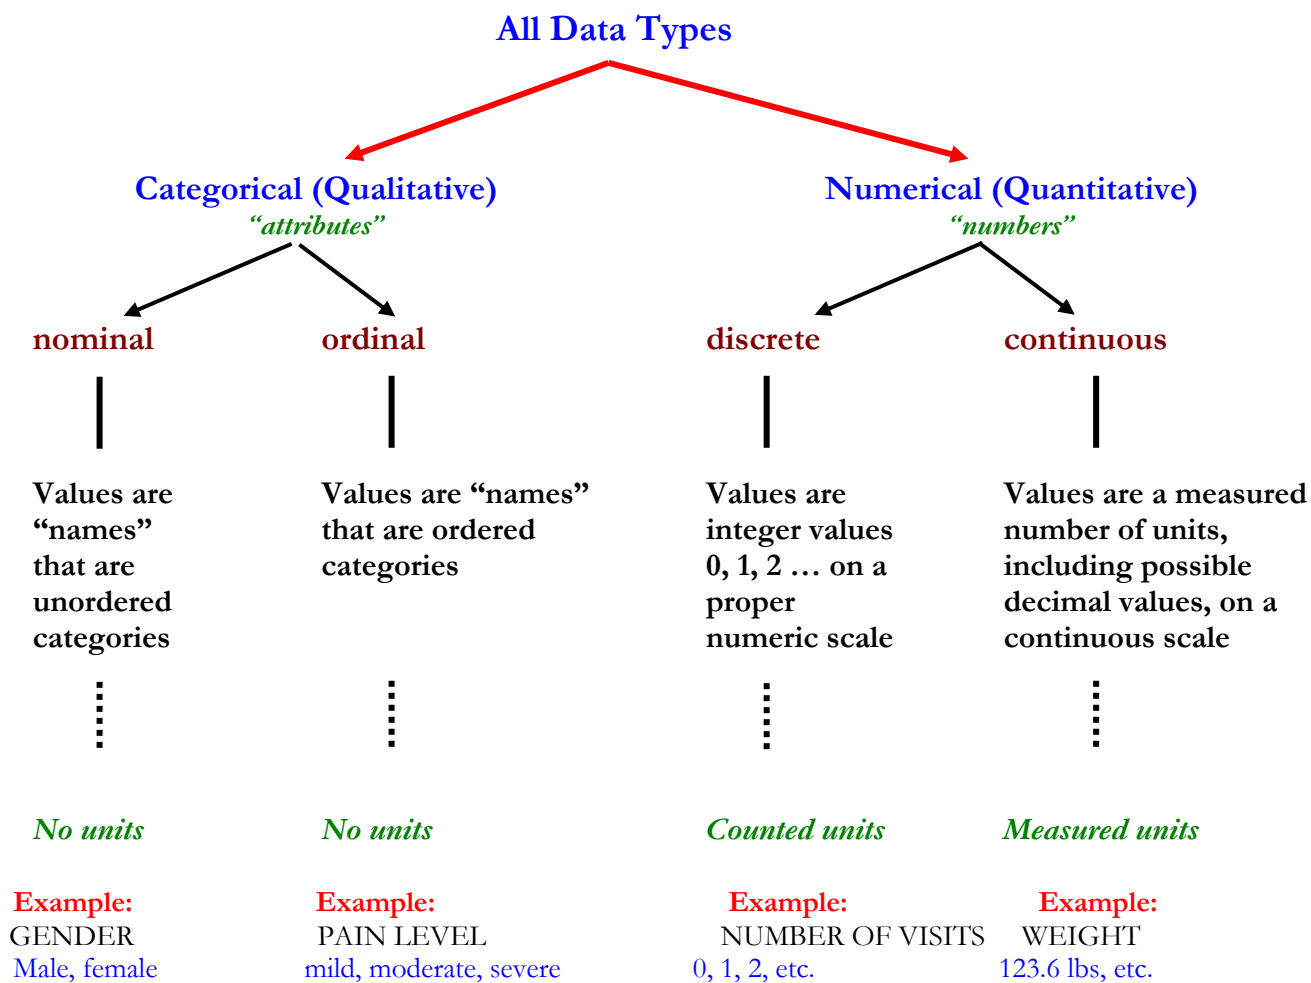 All Data Types
Categorical (Qualitative)
“attributes”
Numerical (Quantitative)
“numbers”
nominal
ordinal
discrete
continuous
Values are
“names”
that are
unordered
categories
Values are “names”
that are ordered
categories
Values are
integer values
0, 1, 2 … on a
proper
numeric scale
Values are a measured
number of units,
including possible
decimal values, on a
continuous scale
No units
No units
Counted units
Measured units
Example:
GENDER
Male, female
Example:
PAIN LEVEL
mild, moderate, severe
Example:
NUMBER OF VISITS
0, 1, 2, etc.
Example:
WEIGHT
123.6 lbs, etc.